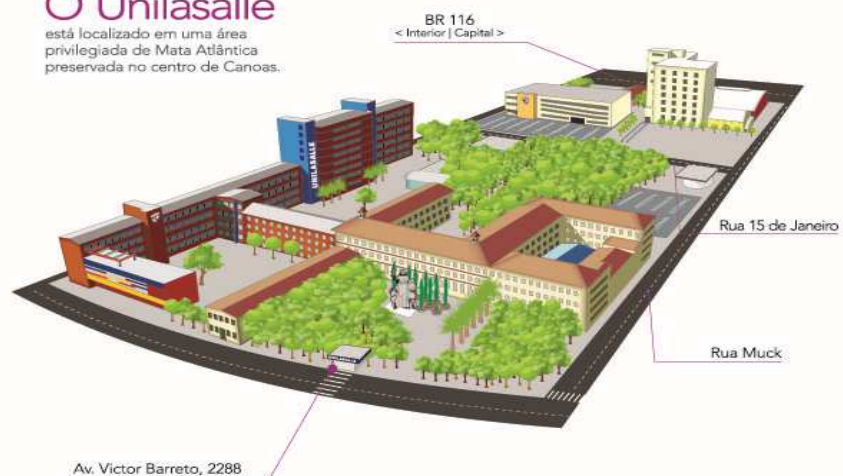 O Unilasalle
está localizado em uma área
privilegiada de Mata Atlântica
preservada no centro de Canoas.
BR 116
< Interior | Capital >
UNILASALLE
Rua 15 de Janeiro
Rua Muck
UNILASALLE
Av. Victor Barreto, 2288